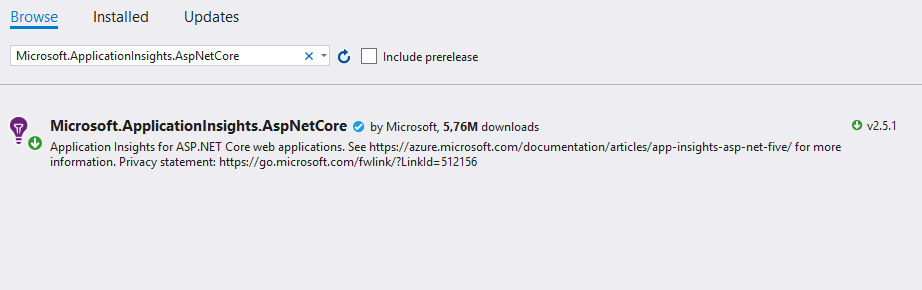 Browse Installed Updates
Microsoft.ApplicationInsights.AspNetCore Include prerelease
Microsoft.ApplicationInsights.AspNetCore by Microsoft, 5,76M downloads v2.5.1
Application Insights for ASP.NET Core web applications. See https://azure.microsoft.com/documentation/articles/app-insights-asp-net-five/ for more
information. Privacy statement: https://go.microsoft.com/fwlink/?LinkId=512156